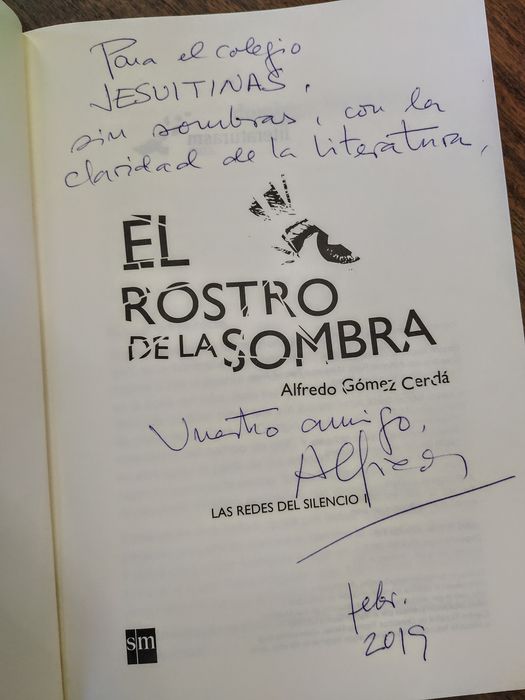 Para el colegio
JESUITINAS,
sin sombras, con la
claridad de la literatura,
EL
ROSTRO
DE LA SOMBRA
Alfredo Gómez Cerdá
Vuestro amigo,
Alfredo
LAS REDES DEL SILENCIO I
febr.
2019
sm